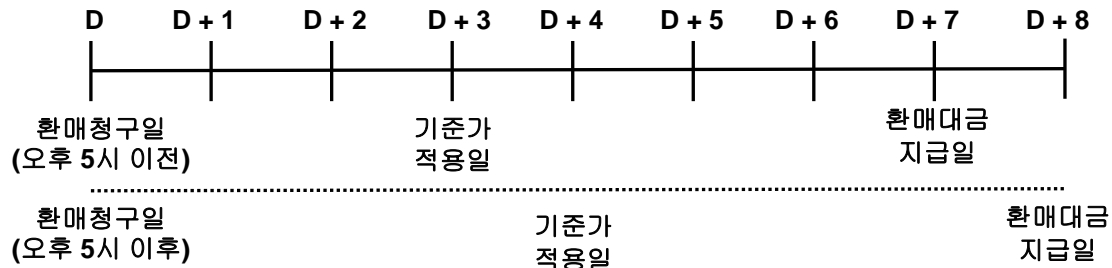 D D + 1 D + 2 D + 3 D + 4 D + 5 D + 6 D + 7 D + 8
환매청구일
(오후 5시 이전)
기준가
적용일
환매대금
지급일
환매청구일
(오후 5시 이후)
기준가
적용일
환매대금
지급일